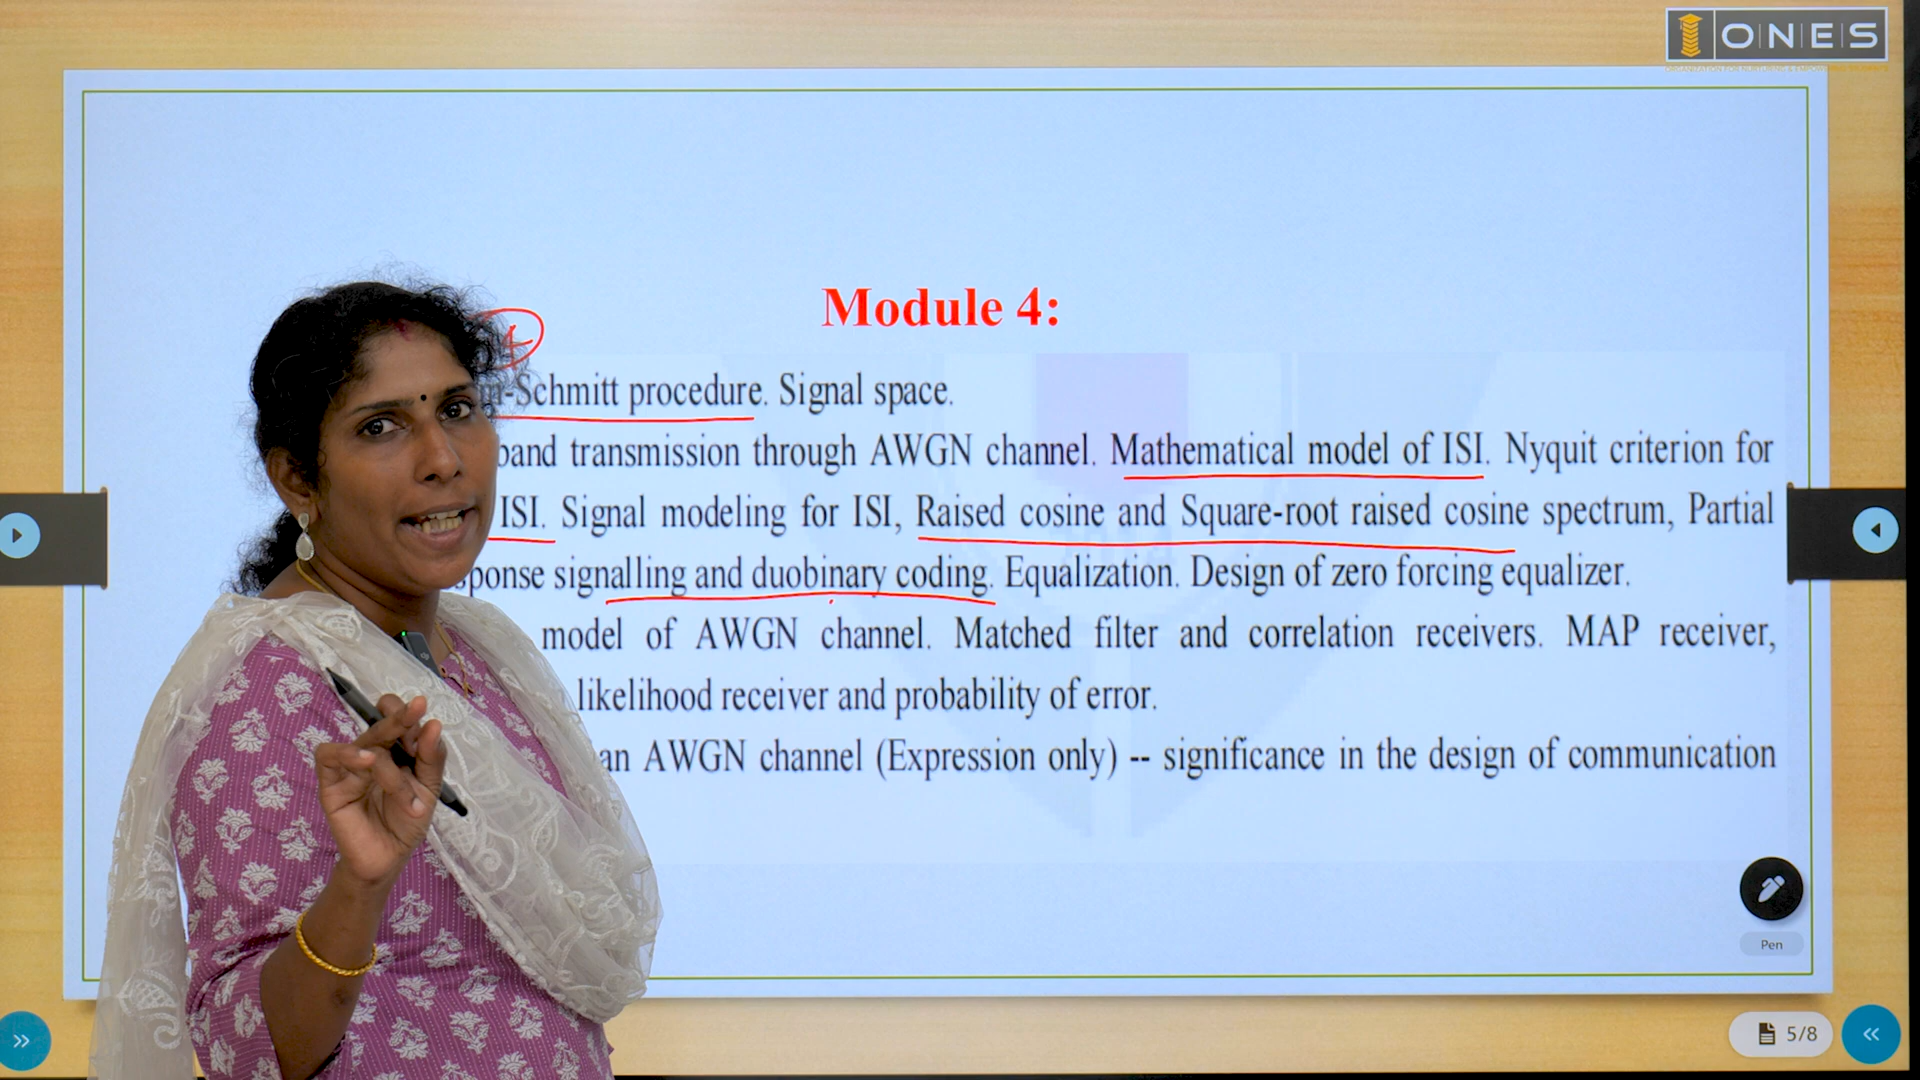 ONES
Module 4:
-Schmitt procedure. Signal space.
band transmission through AWGN channel. Mathematical model of ISI. Nyquit criterion for
ISI. Signal modeling for ISI, Raised cosine and Square-root raised cosine spectrum, Partial
sponse signalling and duobinary coding. Equalization. Design of zero forcing equalizer.
model of AWGN channel. Matched filter and correlation receivers. MAP receiver,
likelihood receiver and probability of error.
an AWGN channel (Expression only) -- significance in the design of communication
Pen
5/8